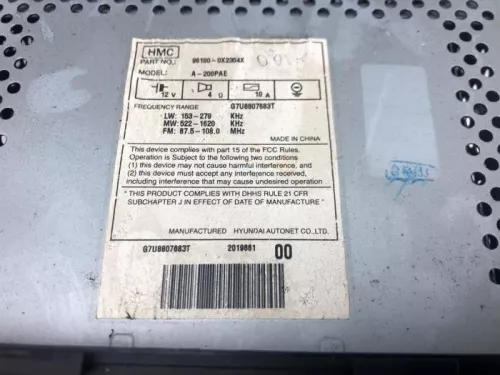 HMC
PART NO.: 96160 - 0X2304X
MODEL: A - 200PAE
12 V 4 Ω 10 A
FREQUENCY RANGE G7U8807683T
LW: 153-279 KHz
MW: 522-1620 KHz
FM: 87.5-108.0 MHz
MADE IN CHINA
This device complies with part 15 of the FCC Rules.
Operation is Subject to the following two conditions
(1) this device may not cause harmful interference, and
(2) this device must accept any interference received,
including interference that may cause undesired operation
" THIS PRODUCT COMPLIES WITH DHHS RULE 21 CFR
SUBCHAPTER J IN EFFECT OF DATE OF MANUFACTURE "
MANUFACTURED HYUNDAI AUTONET CO.,LTD.
G7U8807683T 2019861 00